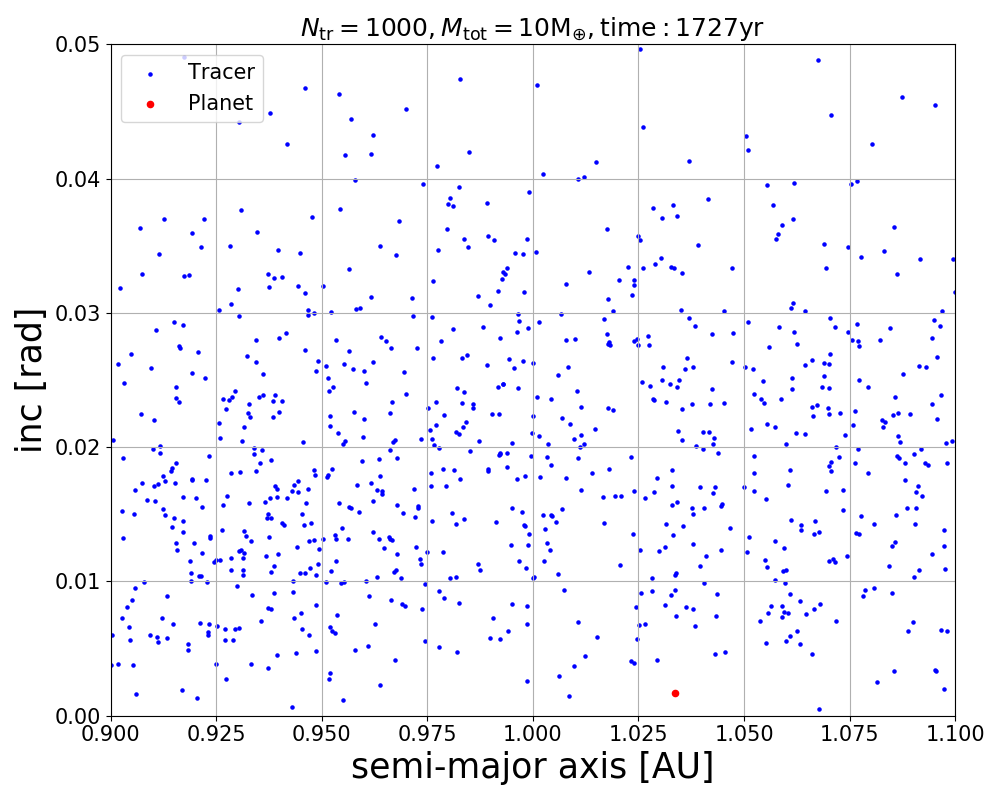 N_tr = 1000, M_tot = 10M_⊕, time : 1727yr
0.05
Tracer
Planet
0.04
0.03
inc [rad]
0.02
0.01
0.00
0.900 0.925 0.950 0.975 1.000 1.025 1.050 1.075 1.100
semi-major axis [AU]